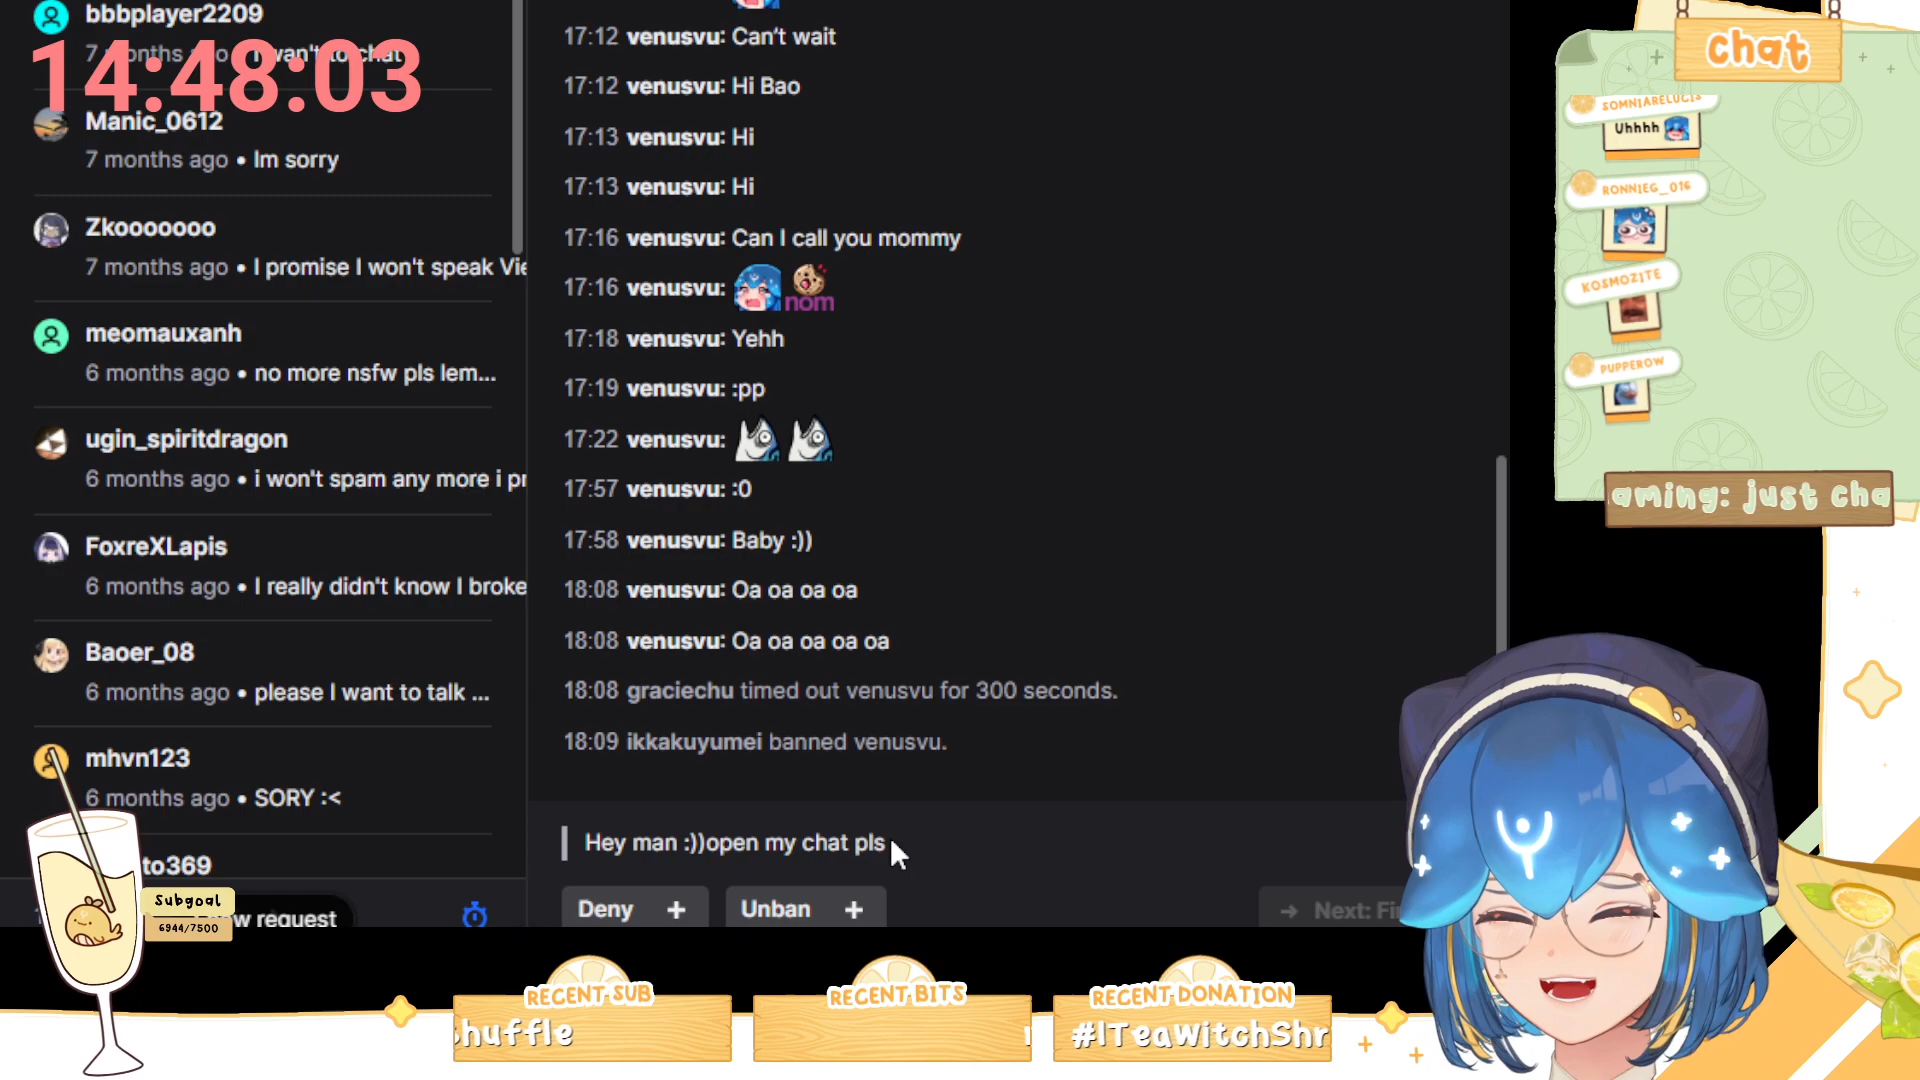 bbbplayer2209
7 months ago •
14:48:03
Manic_0612
7 months ago • Im sorry
Zkooooooo
7 months ago • I promise I won't speak Vie
meomauxanh
6 months ago • no more nsfw pls lem...
ugin_spiritdragon
6 months ago • i won't spam any more i pr
FoxreXLapis
6 months ago • I really didn't know I broke
Baoer_08
6 months ago • please I want to talk ...
mhvn123
6 months ago • SORY :<
to369
w request
Subgoal
6944/7500
17:12 venusvu: Can't wait
17:12 venusvu: Hi Bao
17:13 venusvu: Hi
17:13 venusvu: Hi
17:16 venusvu: Can I call you mommy
17:16 venusvu: nom
17:18 venusvu: Yehh
17:19 venusvu: :pp
17:22 venusvu:
17:57 venusvu: :0
17:58 venusvu: Baby :))
18:08 venusvu: Oa oa oa oa
18:08 venusvu: Oa oa oa oa oa
18:08 graciechu timed out venusvu for 300 seconds.
18:09 ikkakuyumei banned venusvu.
Hey man :))open my chat pls
Deny +
Unban +
→ Next: Fi
chat
SOMNIARELUCIS
Uhhhh
RONNIEG_016
KOSMOZITE
PUPPEROW
aming: just cha
RECENT SUB
huffle
RECENT BITS
RECENT DONATION
#ITeaWitchShr